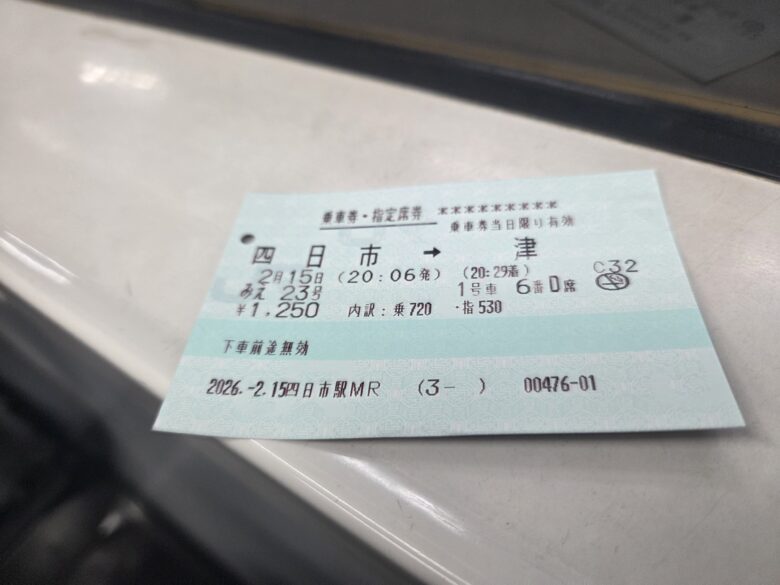 乗車券・指定席券 *********
乗車券当日限り有効
四日市 → 津
2月15日 (20:06発) (20:29着) C32
みえ 23号 1号車 6番D席
¥1,250 内訳:乗720 ・指530
下車前途無効
2026.-2.15四日市駅MR (3- ) 00476-01